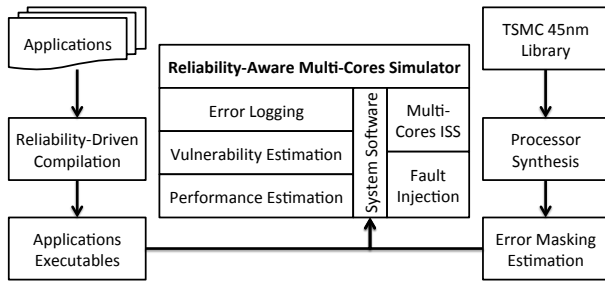 Applications
Reliability-Driven
Compilation
Applications
Executables
Reliability-Aware Multi-Cores Simulator
Error Logging
Vulnerability Estimation
Performance Estimation
System Software
Multi-
Cores ISS
Fault
Injection
TSMC 45nm
Library
Processor
Synthesis
Error Masking
Estimation